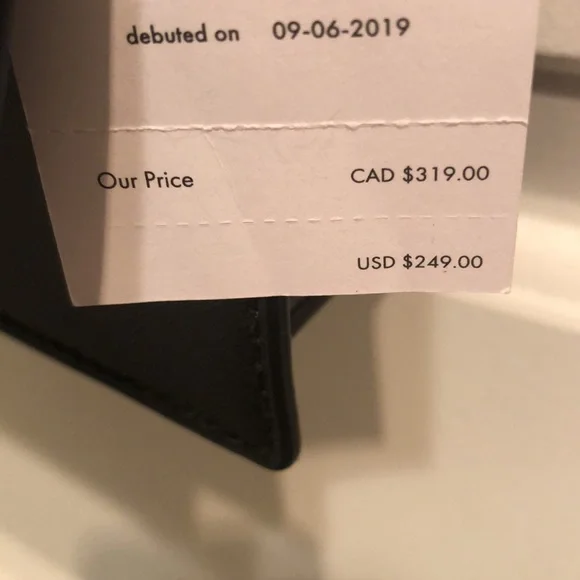 debuted on 09-06-2019
Our Price CAD $319.00
USD $249.00